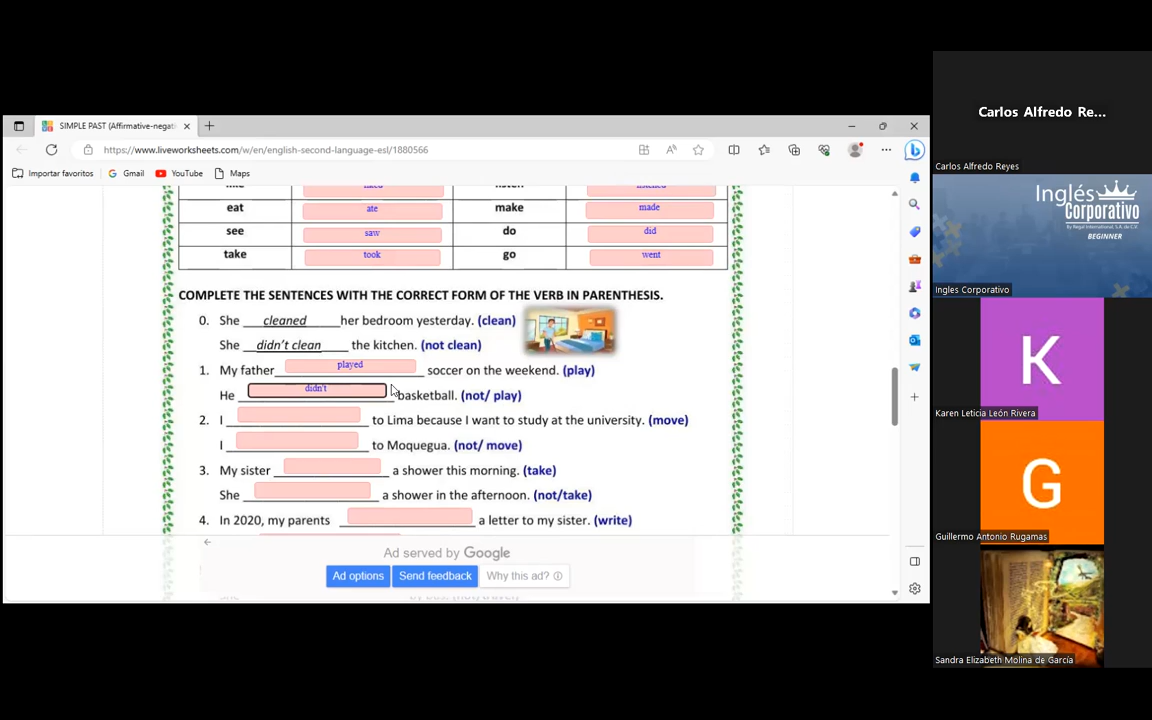 SIMPLE PAST (Affirmative-negat
https://www.liveworksheets.com/w/en/english-second-language-esl/1880566
Importar favoritos
Gmail
YouTube
Maps
eat ate make made
see saw do did
take took go went
COMPLETE THE SENTENCES WITH THE CORRECT FORM OF THE VERB IN PARENTHESIS.
0. She cleaned her bedroom yesterday. (clean)
She didn't clean the kitchen. (not clean)
1. My father played soccer on the weekend. (play)
He didn't basketball. (not/ play)
2. I to Lima because I want to study at the university. (move)
I to Moquegua. (not/ move)
3. My sister a shower this morning. (take)
She a shower in the afternoon. (not/take)
4. In 2020, my parents a letter to my sister. (write)
Ad served by Google
Ad options
Send feedback
Why this ad?
Carlos Alfredo Re...
Carlos Alfredo Reyes
Inglés
Corporativo
By Regal International, S.A. de C.V.
BEGINNER
Ingles Corporativo
K
Karen Leticia León Rivera
G
Guillermo Antonio Rugamas
Sandra Elizabeth Molina de García